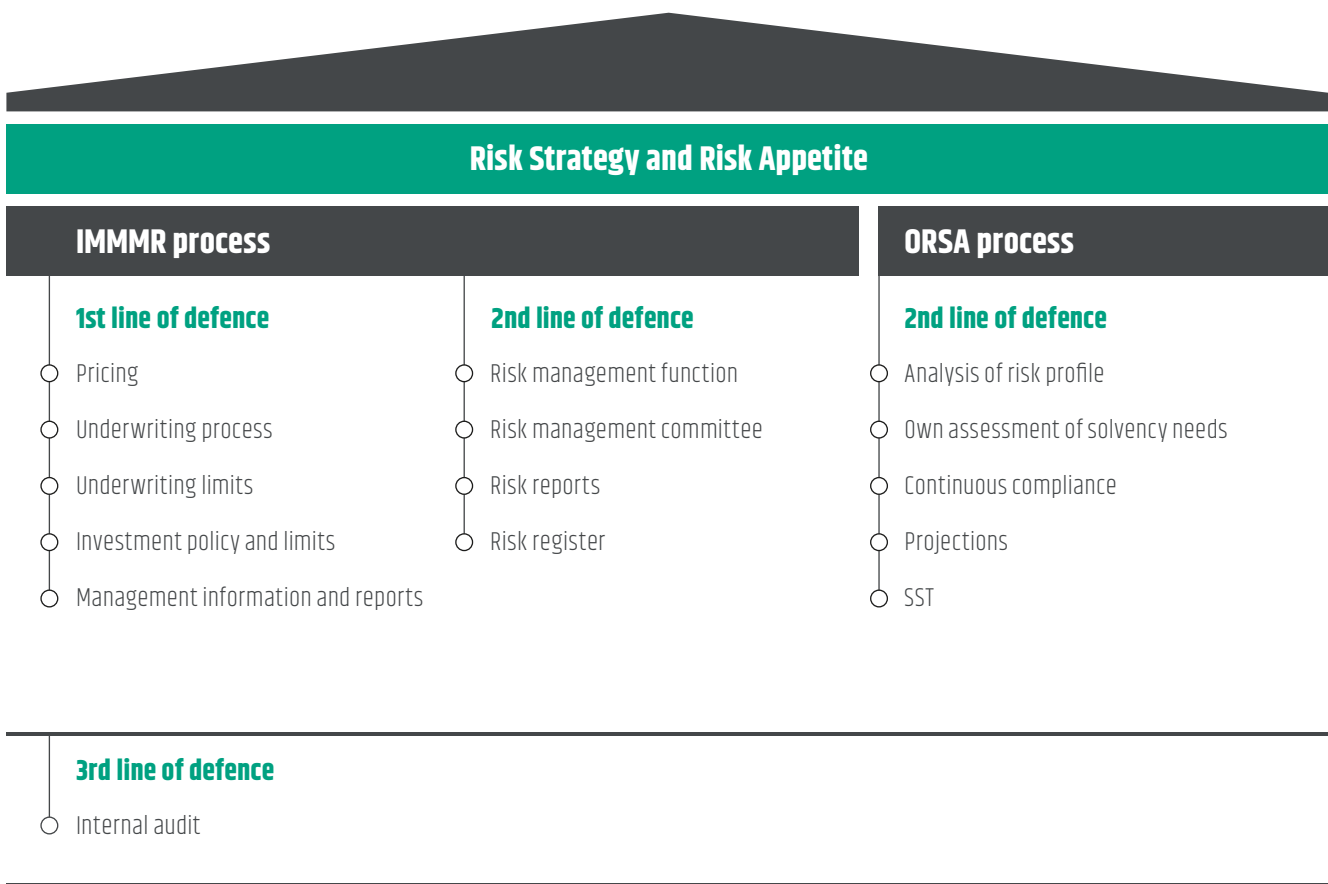 Risk Strategy and Risk Appetite
IMMMR process
1st line of defence
Pricing
Underwriting process
Underwriting limits
Investment policy and limits
Management information and reports
2nd line of defence
Risk management function
Risk management committee
Risk reports
Risk register
ORSA process
2nd line of defence
Analysis of risk profile
Own assessment of solvency needs
Continuous compliance
Projections
SST
3rd line of defence
Internal audit